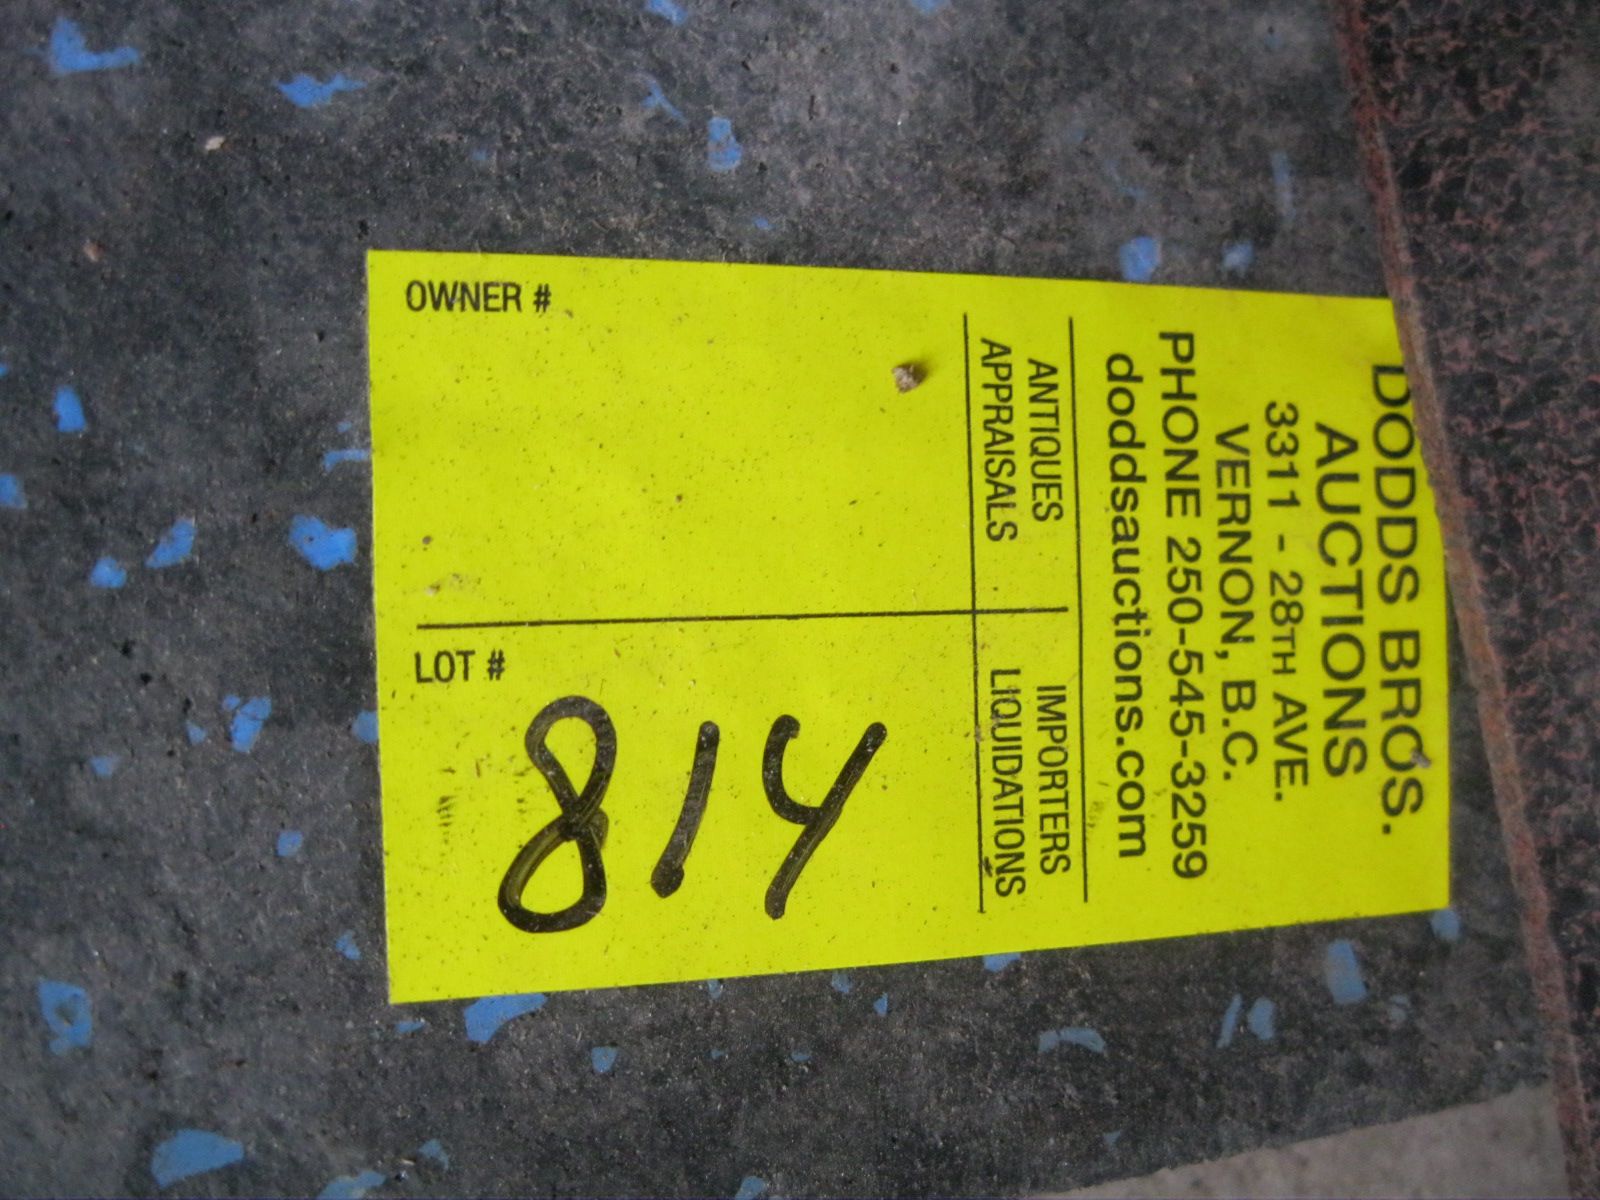 DODDS BROS.
AUCTIONS
3311 - 28TH AVE.
VERNON, B.C.
PHONE 250-545-3259
doddsauctions.com
ANTIQUES
APPRAISALS
IMPORTERS
LIQUIDATIONS
OWNER #
LOT #
814